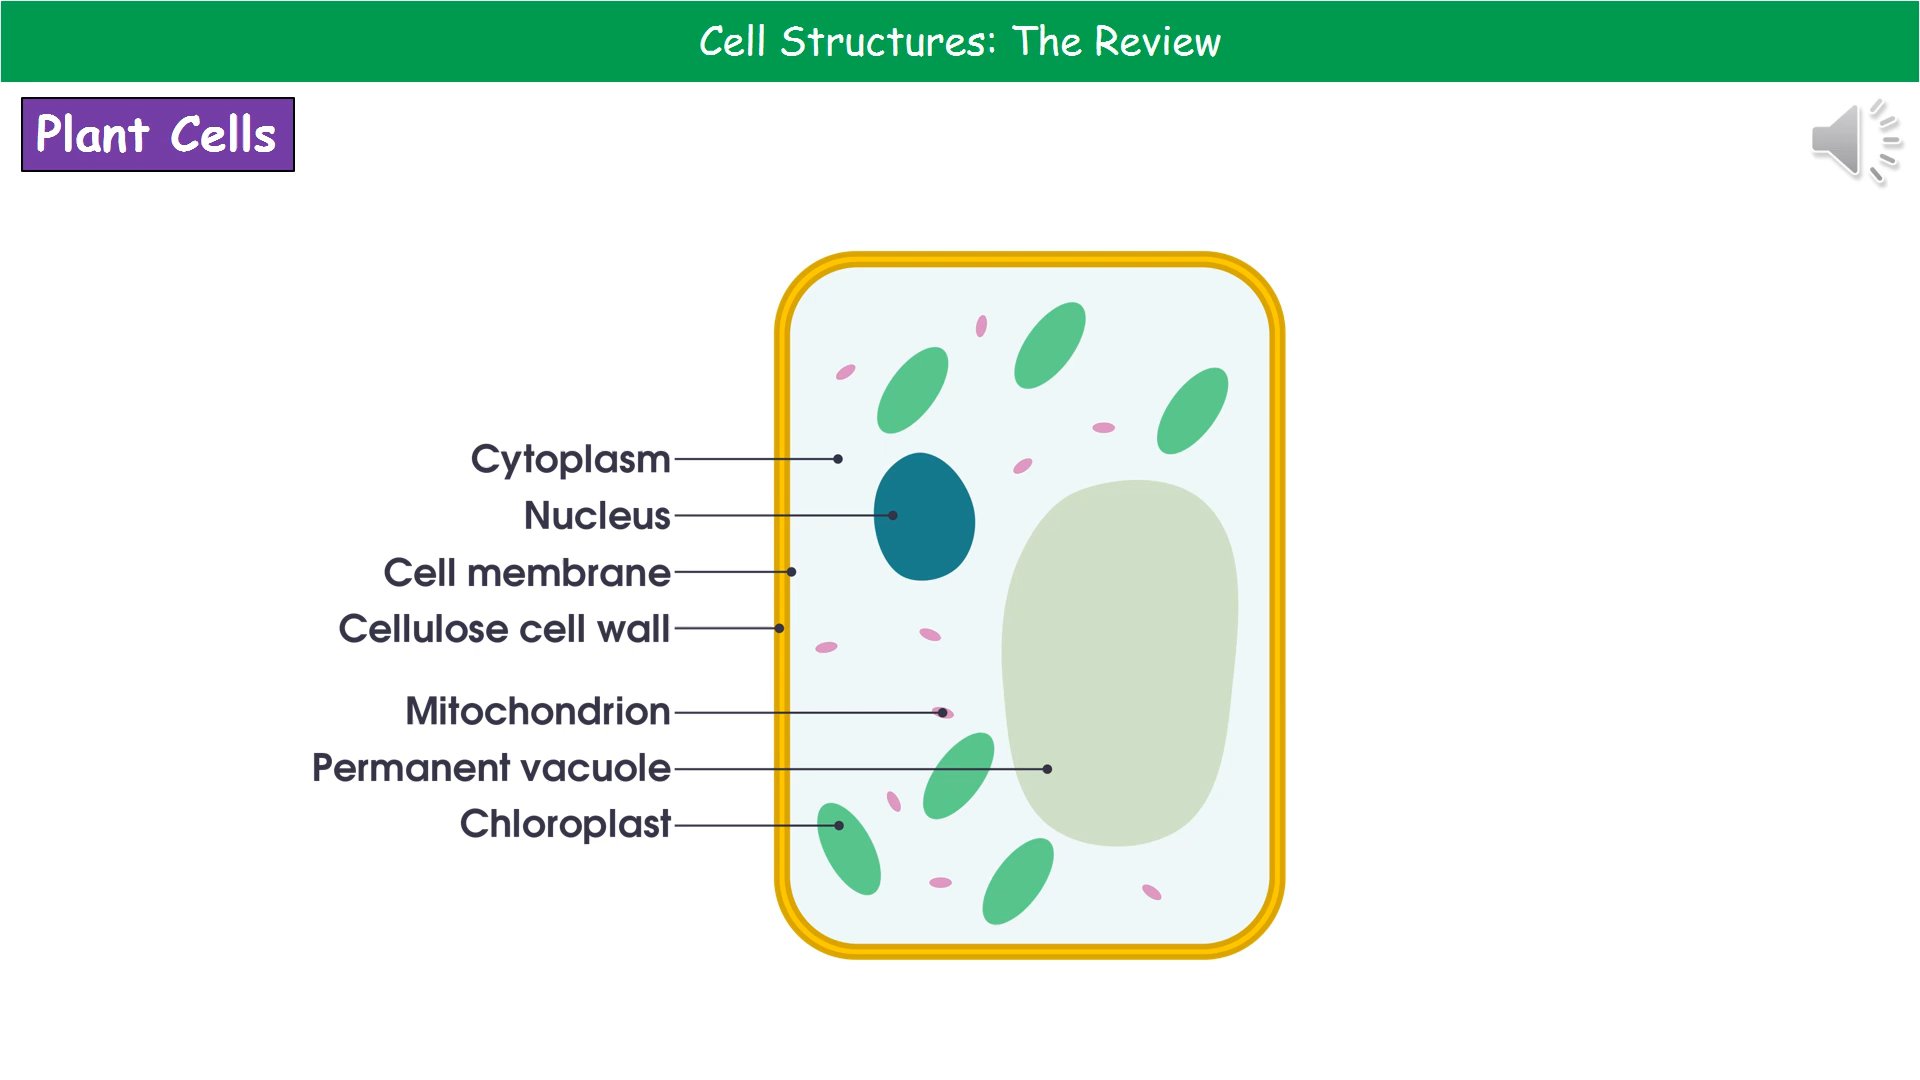 Cell Structures: The Review
Plant Cells
Cytoplasm
Nucleus
Cell membrane
Cellulose cell wall
Mitochondrion
Permanent vacuole
Chloroplast